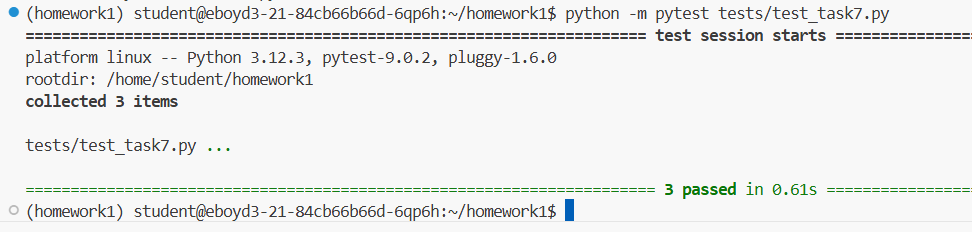 (homework1) student@eboyd3-21-84cb66b66d-6qp6h:~/homework1$ python -m pytest tests/test_task7.py
===================================================================== test session starts ===============
platform linux -- Python 3.12.3, pytest-9.0.2, pluggy-1.6.0
rootdir: /home/student/homework1
collected 3 items
tests/test_task7.py ...
====================================================================== 3 passed in 0.61s ================
(homework1) student@eboyd3-21-84cb66b66d-6qp6h:~/homework1$